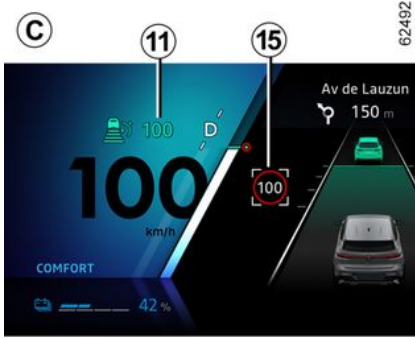 C
11
15
62492
Av de Lauzun
150 m
100
D
100
km/h
100
COMFORT
42 %